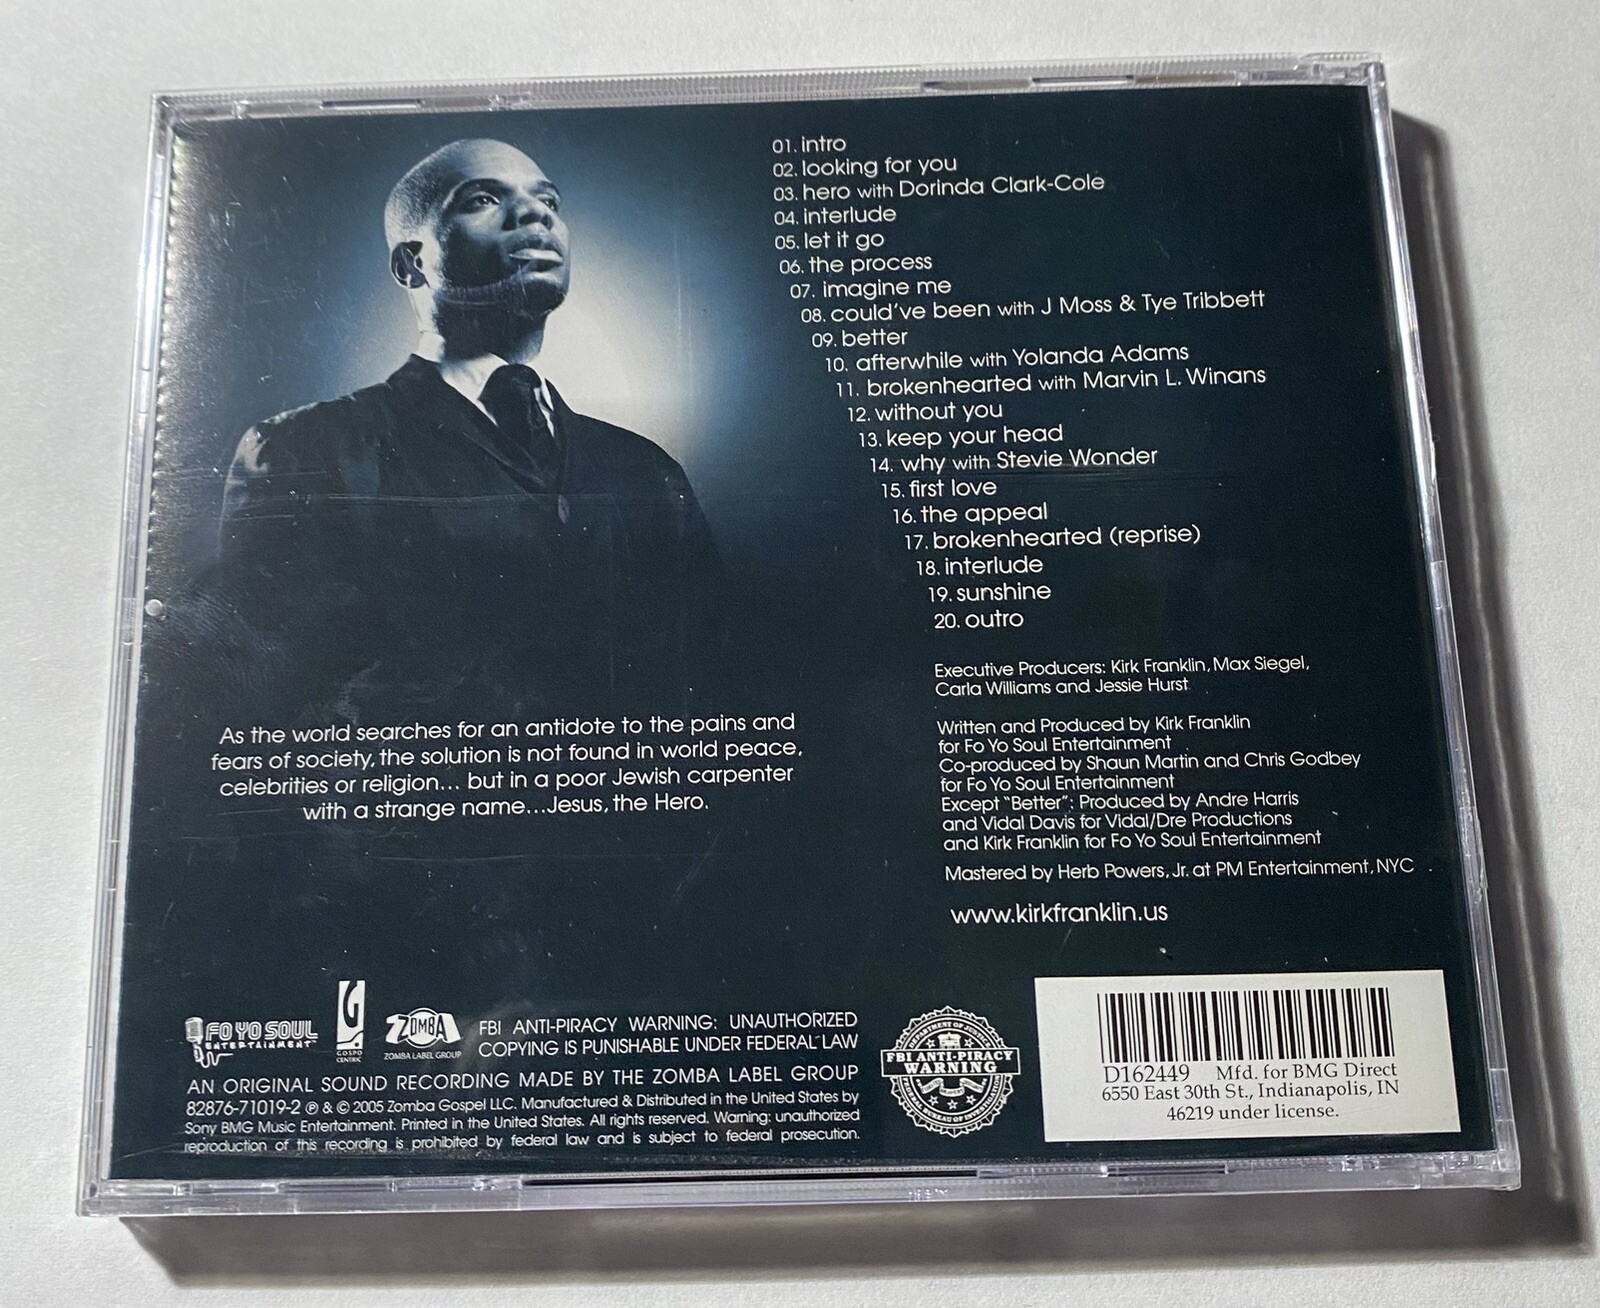 01. intro
02. looking for you
03. hero with Dorinda Clark-Cole
04. interlude
05. let it go
06. the process
07. imagine me
08. could've been with J Moss & Tye Tribbett
09. better
10. afterwhile with Yolanda Adams
11. brokenhearted with Marvin L. Winans
12. without you
13. keep your head
14. why with Stevie Wonder
15. first love
16. the appeal
17. brokenhearted (reprise)
18. interlude
19. sunshine
20. outro
Executive Producers: Kirk Franklin, Max Siegel,
Carla Williams and Jessie Hurst
Written and Produced by Kirk Franklin
for Fo Yo Soul Entertainment
Co-produced by Shaun Martin and Chris Godbey
for Fo Yo Soul Entertainment
Except "Better": Produced by Andre Harris
and Vidal Davis for Vidal/Dre Productions
and Kirk Franklin for Fo Yo Soul Entertainment
Mastered by Herb Powers, Jr. at PM Entertainment, NYC
www.kirkfranklin.us
As the world searches for an antidote to the pains and
fears of society, the solution is not found in world peace,
celebrities or religion... but in a poor Jewish carpenter
with a strange name...Jesus, the Hero.
FO YO SOUL
ENTERTAINMENT
G
GOSPO
CENTRIC
ZOMBA
ZOMBA LABEL GROUP
FBI ANTI-PIRACY WARNING: UNAUTHORIZED
COPYING IS PUNISHABLE UNDER FEDERAL LAW
AN ORIGINAL SOUND RECORDING MADE BY THE ZOMBA LABEL GROUP
82876-71019-2 ℗ & © 2005 Zomba Gospel LLC. Manufactured & Distributed in the United States by
Sony BMG Music Entertainment. Printed in the United States. All rights reserved. Warning: unauthorized
reproduction of this recording is prohibited by federal law and is subject to federal prosecution.
DEPARTMENT OF JUSTICE
FBI ANTI-PIRACY
WARNING
FEDERAL BUREAU OF INVESTIGATION
D162449 Mfd. for BMG Direct
6550 East 30th St., Indianapolis, IN
46219 under license.